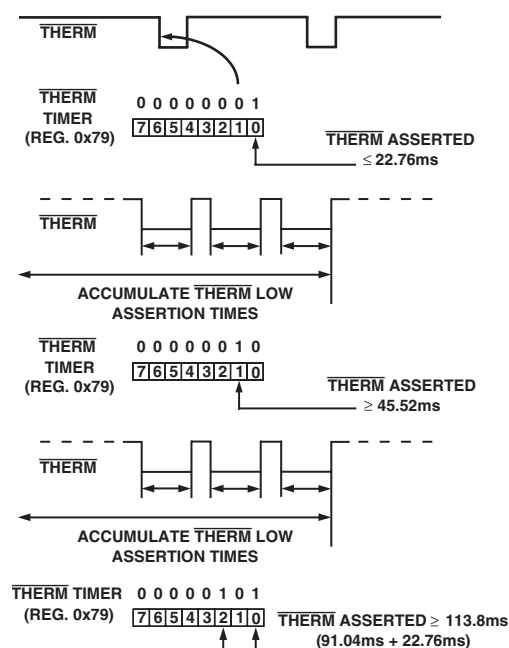 THERM
THERM
TIMER
(REG. 0x79)
0 0 0 0 0 0 0 1
7 6 5 4 3 2 1 0
THERM ASSERTED
≤ 22.76ms
THERM
ACCUMULATE THERM LOW
ASSERTION TIMES
THERM
TIMER
(REG. 0x79)
0 0 0 0 0 0 1 0
7 6 5 4 3 2 1 0
THERM ASSERTED
≥ 45.52ms
THERM
ACCUMULATE THERM LOW
ASSERTION TIMES
THERM TIMER
(REG. 0x79)
0 0 0 0 0 1 0 1
7 6 5 4 3 2 1 0
THERM ASSERTED ≥ 113.8ms
(91.04ms + 22.76ms)